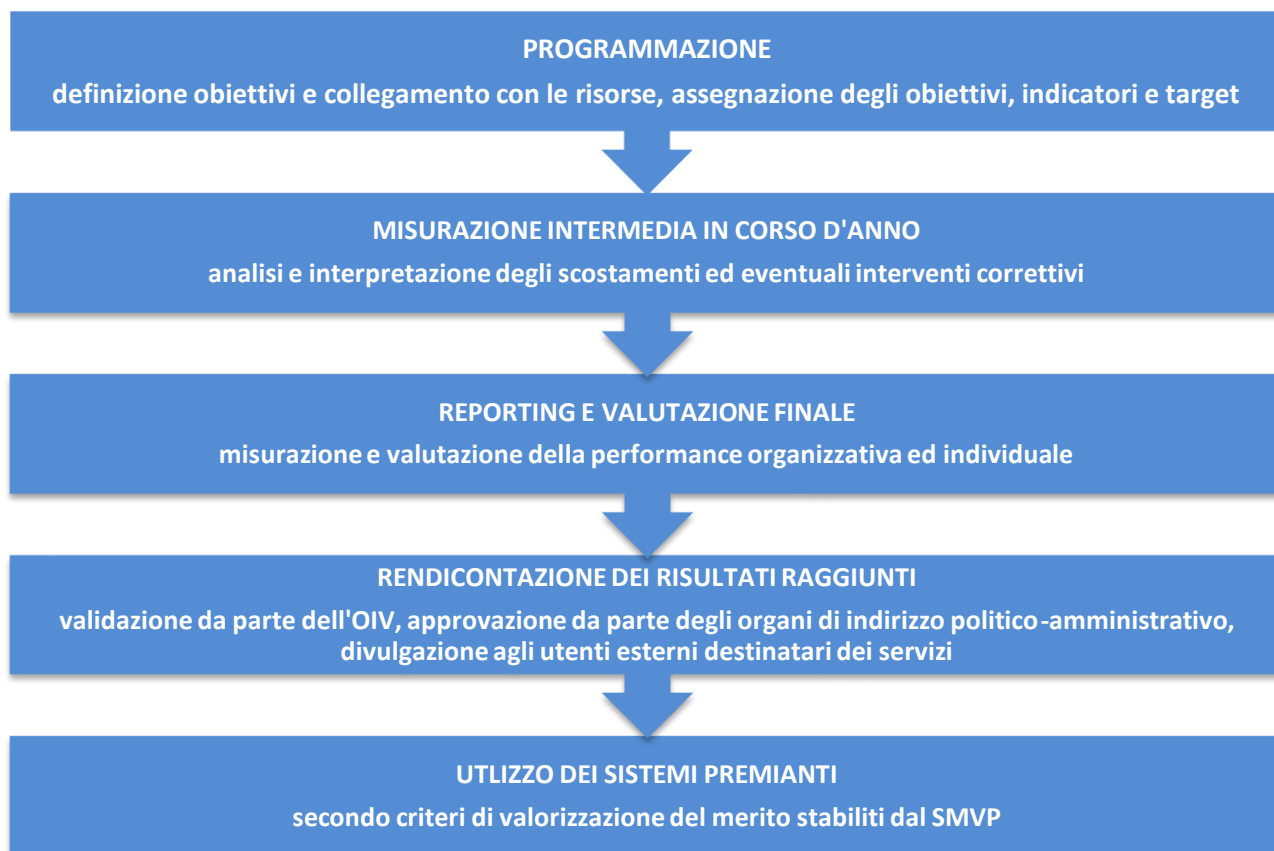 PROGRAMMAZIONE
definizione obiettivi e collegamento con le risorse, assegnazione degli obiettivi, indicatori e target
MISURAZIONE INTERMEDIA IN CORSO D'ANNO
analisi e interpretazione degli scostamenti ed eventuali interventi correttivi
REPORTING E VALUTAZIONE FINALE
misurazione e valutazione della performance organizzativa ed individuale
RENDICONTAZIONE DEI RISULTATI RAGGIUNTI
validazione da parte dell'OIV, approvazione da parte degli organi di indirizzo politico-amministrativo,
divulgazione agli utenti esterni destinatari dei servizi
UTLIZZO DEI SISTEMI PREMIANTI
secondo criteri di valorizzazione del merito stabiliti dal SMVP